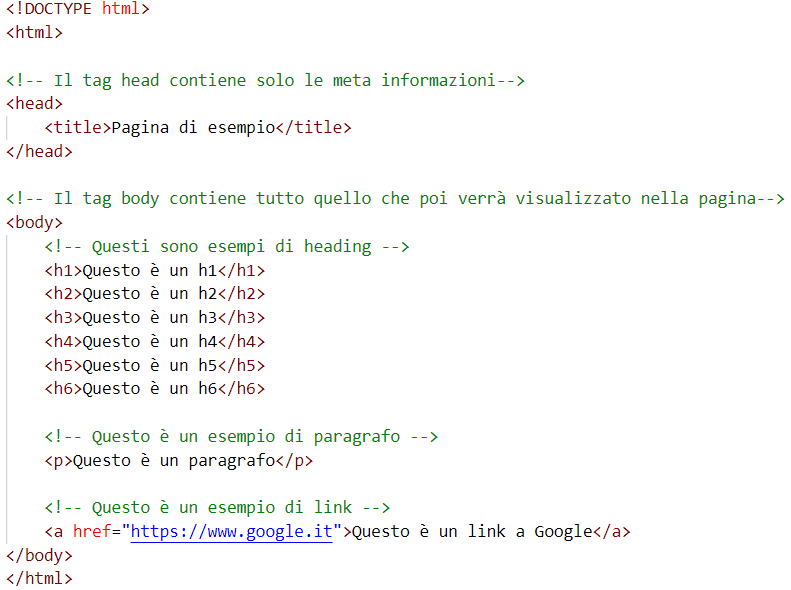 <!DOCTYPE html>
<html>
<!-- Il tag head contiene solo le meta informazioni-->
<head>
<title>Pagina di esempio</title>
</head>
<!-- Il tag body contiene tutto quello che poi verrà visualizzato nella pagina-->
<body>
<!-- Questi sono esempi di heading -->
<h1>Questo è un h1</h1>
<h2>Questo è un h2</h2>
<h3>Questo è un h3</h3>
<h4>Questo è un h4</h4>
<h5>Questo è un h5</h5>
<h6>Questo è un h6</h6>
<!-- Questo è un esempio di paragrafo -->
<p>Questo è un paragrafo</p>
<!-- Questo è un esempio di link -->
<a href="https://www.google.it">Questo è un link a Google</a>
</body>
</html>